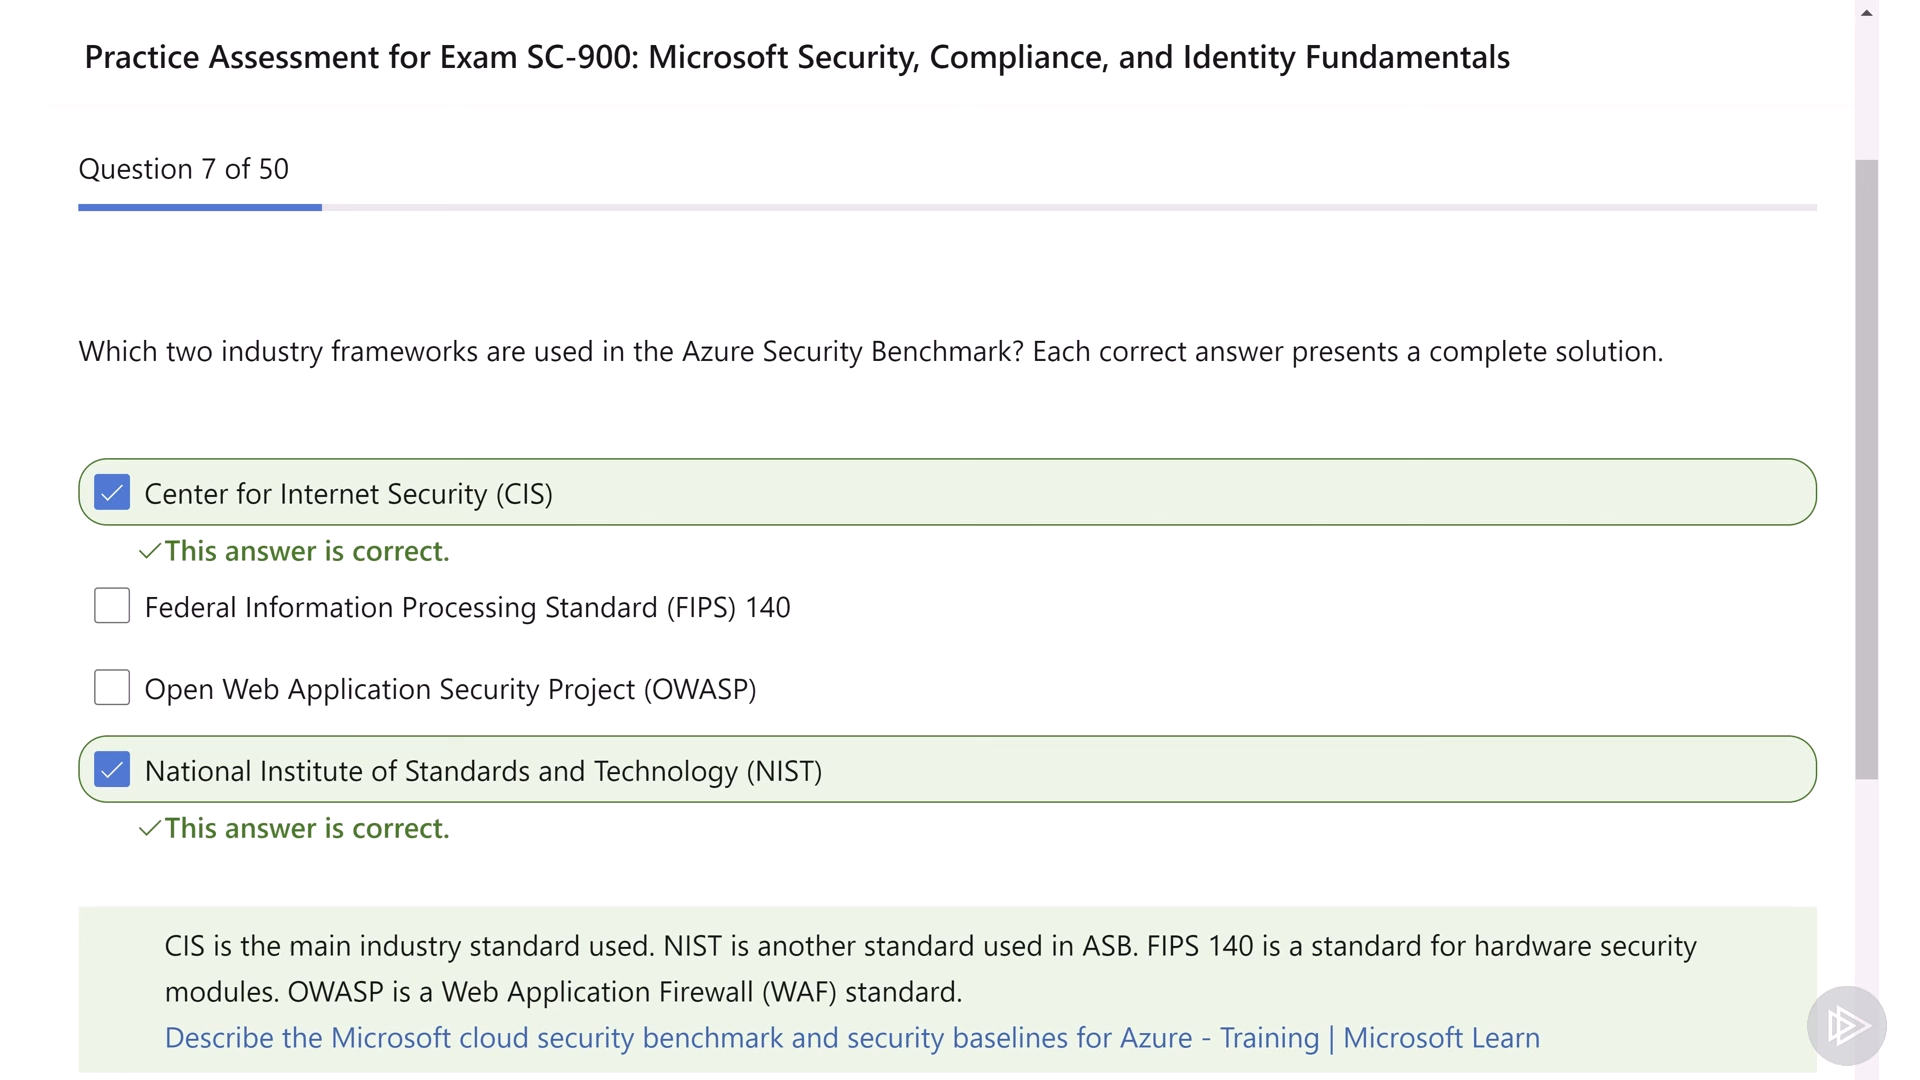 Practice Assessment for Exam SC-900: Microsoft Security, Compliance, and Identity Fundamentals
Question 7 of 50
Which two industry frameworks are used in the Azure Security Benchmark? Each correct answer presents a complete solution.
Center for Internet Security (CIS)
This answer is correct.
Federal Information Processing Standard (FIPS) 140
Open Web Application Security Project (OWASP)
National Institute of Standards and Technology (NIST)
This answer is correct.
CIS is the main industry standard used. NIST is another standard used in ASB. FIPS 140 is a standard for hardware security
modules. OWASP is a Web Application Firewall (WAF) standard.
Describe the Microsoft cloud security benchmark and security baselines for Azure - Training | Microsoft Learn